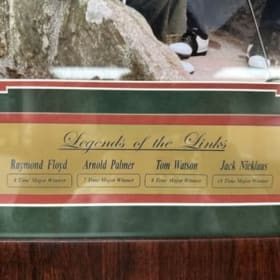 Legends of the Links
Raymond Floyd Arnold Palmer Tom Watson Jack Nicklaus
4 Time Major Winner 7 Time Major Winner 8 Time Major Winner 18 Time Major Winner